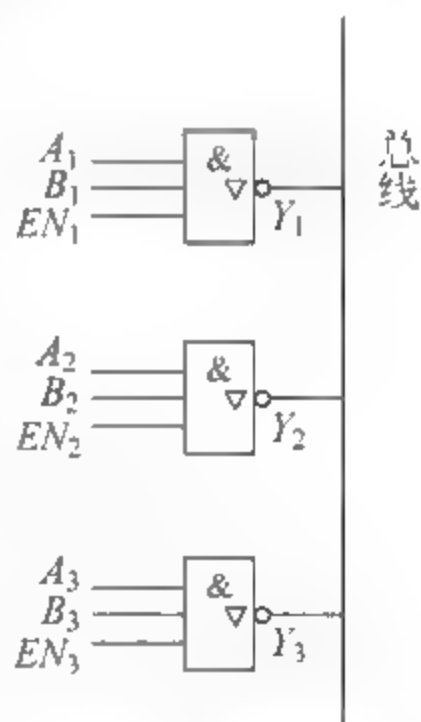 A₁
B₁
EN₁
&
▽
Y₁
总线
A₂
B₂
EN₂
&
▽
Y₂
A₃
B₃
EN₃
&
▽
Y₃